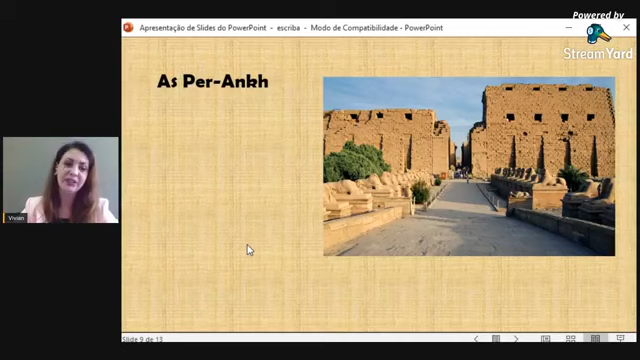 Powered by
StreamYard
Apresentação de Slides do PowerPoint - escriba - Modo de Compatibilidade - PowerPoint
As Per-Ankh
Vivian
Slide 9 de 13